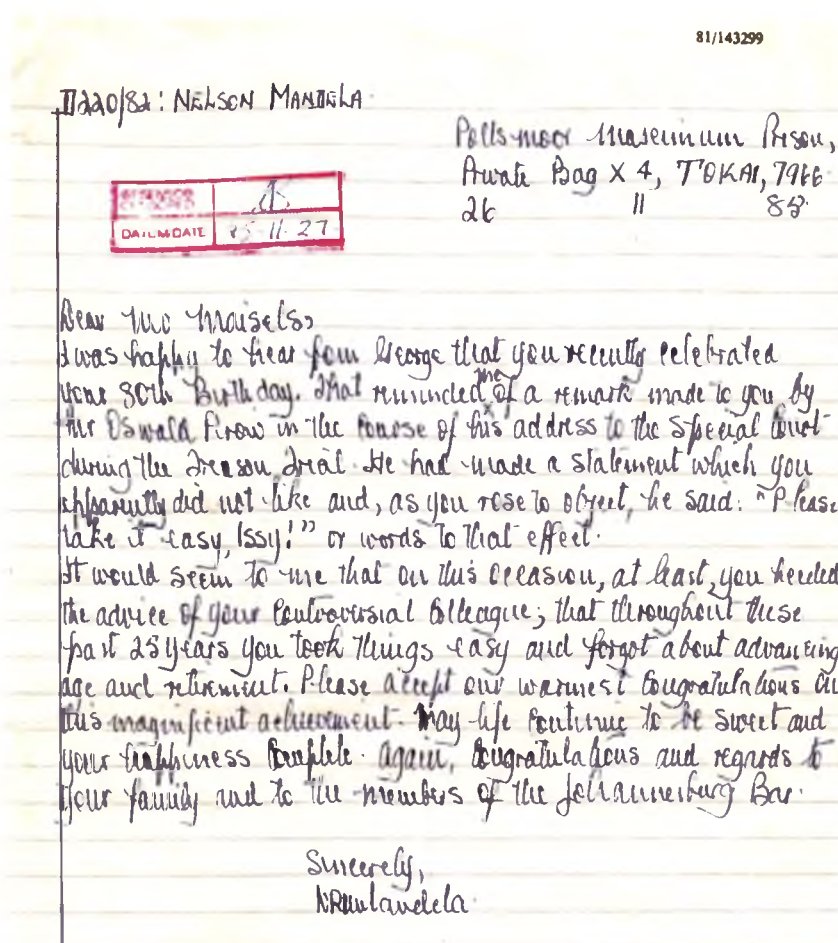 81/143299
D220/82: NELSON MANDELA
Pollsmoor Maximum Prison,
Private Bag X 4, TOKAI, 7966
26 11 85
DATUM/DATE 85-11-27
Dear Mr Maisels,
I was happy to hear from George that you recently celebrated
your 80th Birthday. That reminded me of a remark made to you by
Mr Oswald Pirow in the course of his address to the Special Court
during the Treason Trial. He had made a statement which you
apparently did not like and, as you rose to object, he said: "Please
take it easy, Issy!" or words to that effect.
It would seem to me that on this occasion, at least, you heeded
the advice of your controversial colleague; that throughout these
past 25 years you took things easy and forgot about advancing
age and retirement. Please accept our warmest congratulations on
this magnificent achievement. May life continue to be sweet and
your happiness complete. Again, congratulations and regards to
your family and to the members of the Johannesburg Bar.
Sincerely,
NRMandela